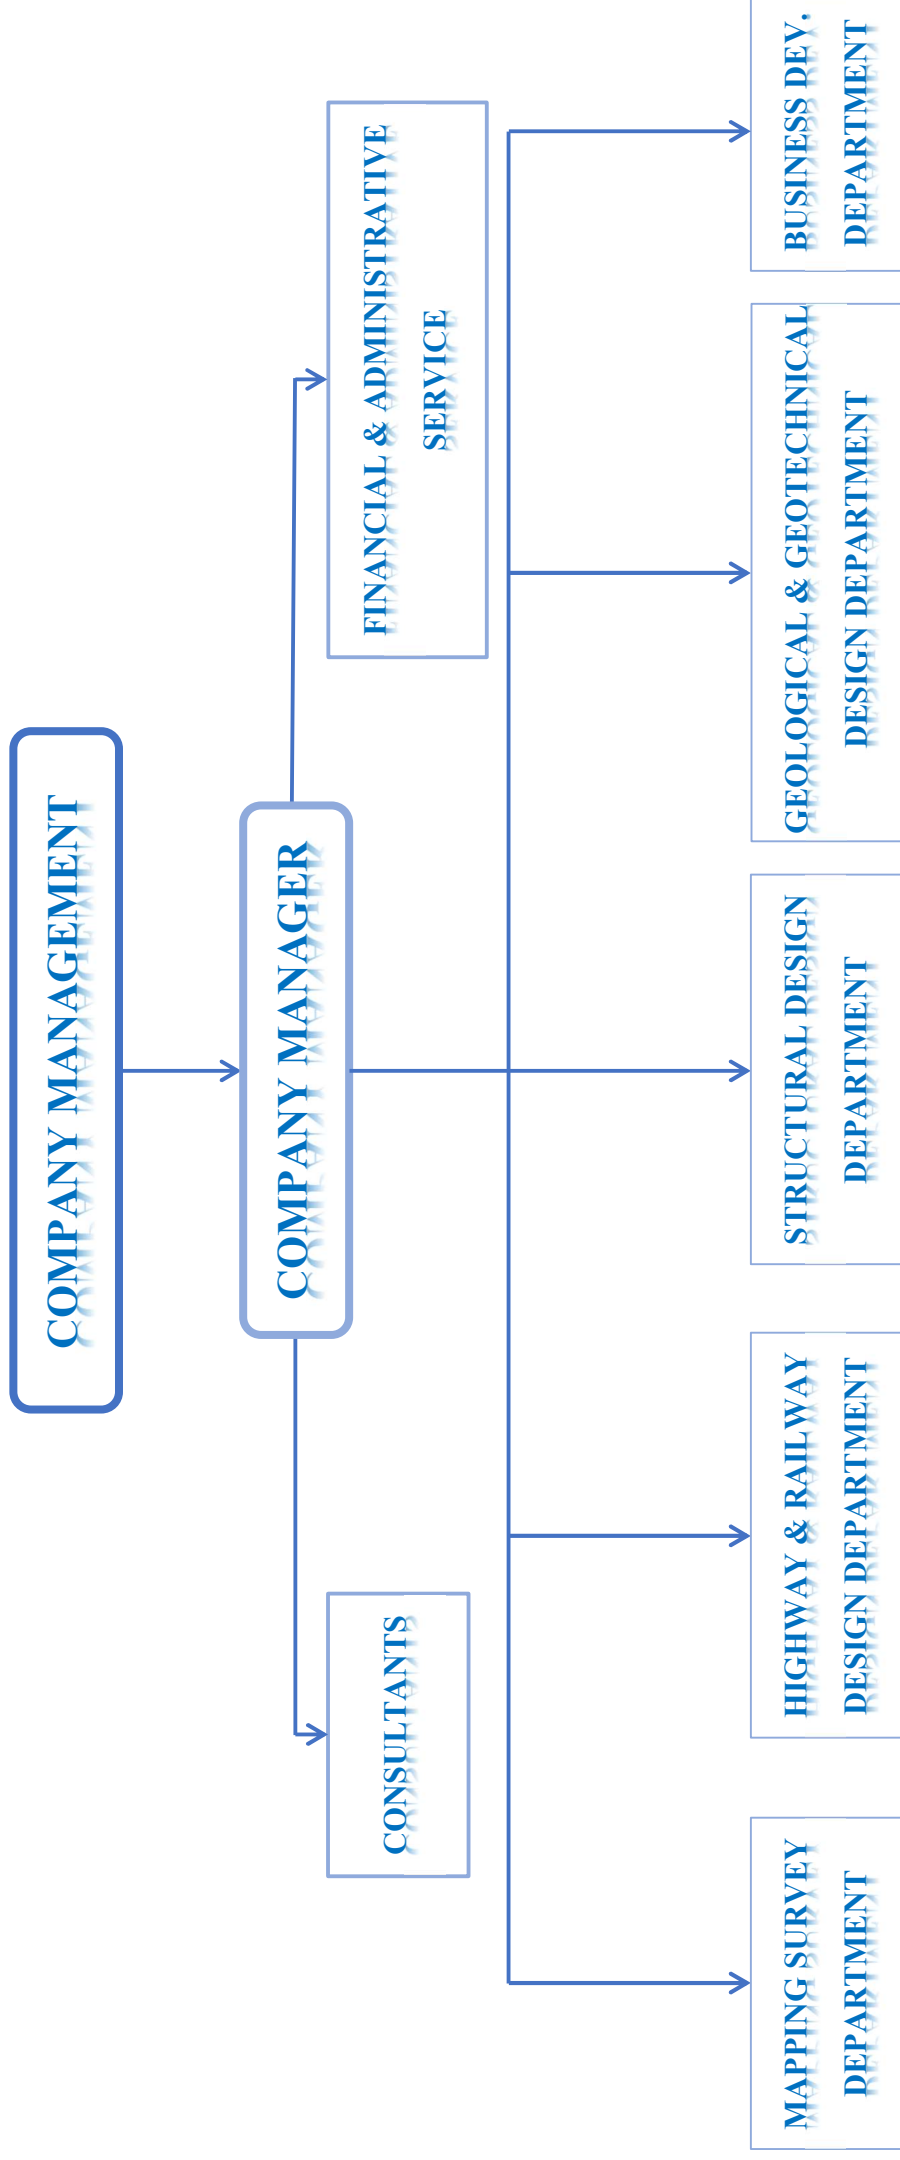 COMPANY MANAGEMENT
COMPANY MANAGER
CONSULTANTS
FINANCIAL & ADMINISTRATIVE
SERVICE
MAPPING SURVEY
DEPARTMENT
HIGHWAY & RAILWAY
DESIGN DEPARTMENT
STRUCTURAL DESIGN
DEPARTMENT
GEOLOGICAL & GEOTECHNICAL
DESIGN DEPARTMENT
BUSINESS DEV.
DEPARTMENT